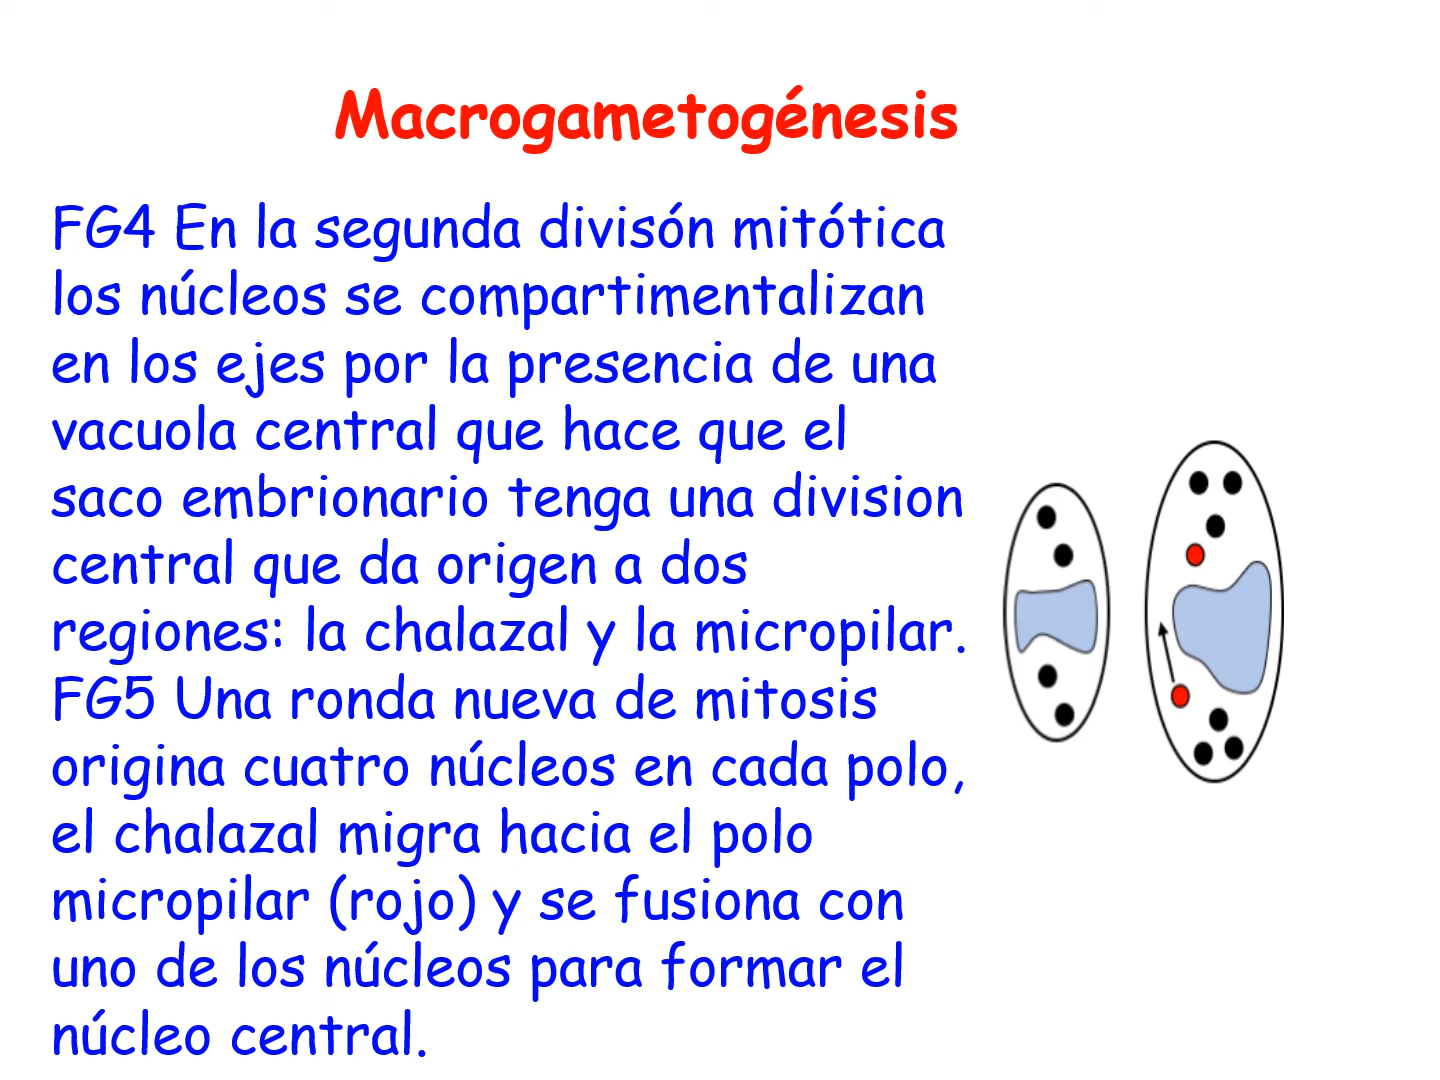 Macrogametogénesis
FG4 En la segunda divisón mitótica
los núcleos se compartimentalizan
en los ejes por la presencia de una
vacuola central que hace que el
saco embrionario tenga una division
central que da origen a dos
regiones: la chalazal y la micropilar.
FG5 Una ronda nueva de mitosis
origina cuatro núcleos en cada polo,
el chalazal migra hacia el polo
micropilar (rojo) y se fusiona con
uno de los núcleos para formar el
núcleo central.